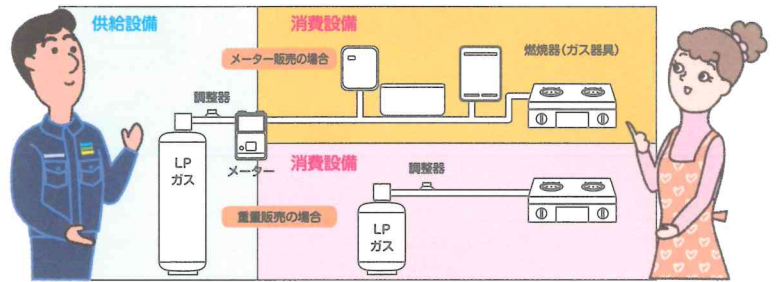 供給設備
消費設備
メーター販売の場合
燃焼器(ガス器具)
調整器
LP
ガス
メーター
消費設備
調整器
重量販売の場合
LP
ガス